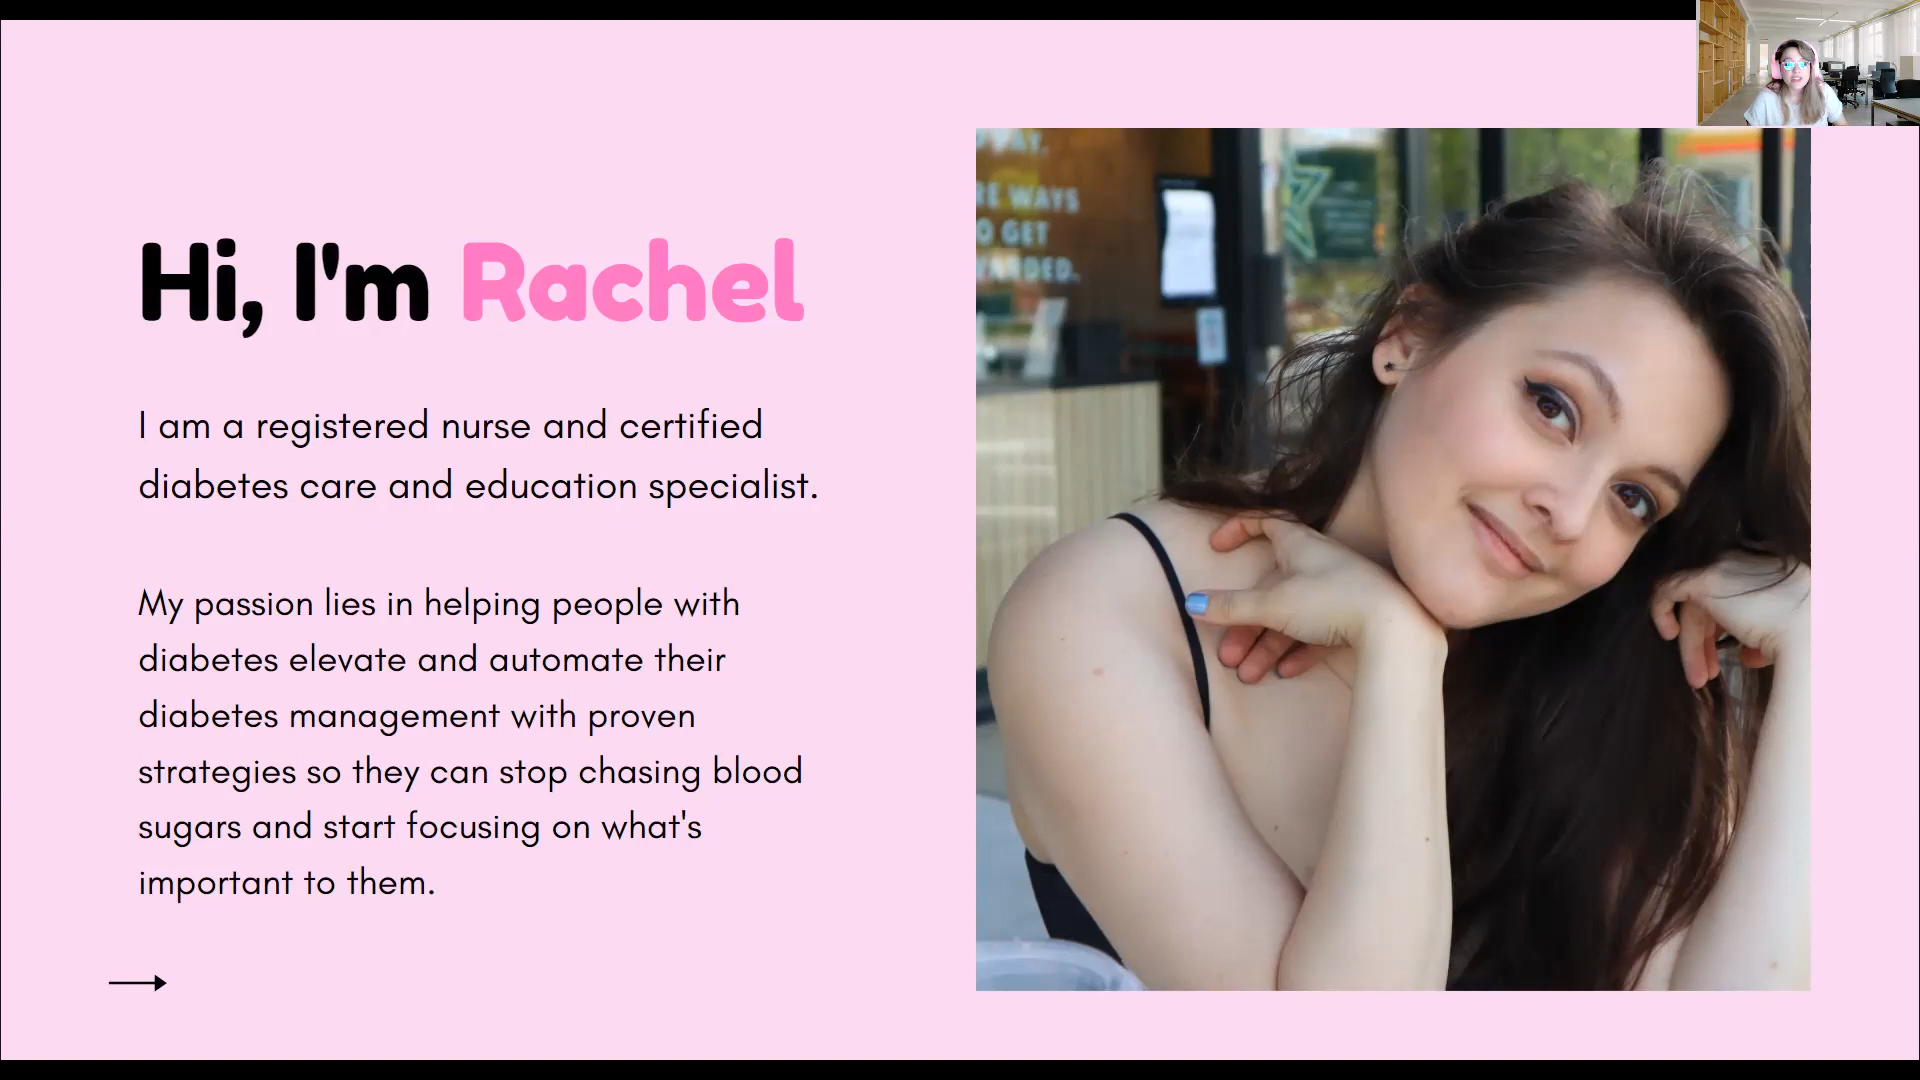 Hi, I'm Rachel
I am a registered nurse and certified
diabetes care and education specialist.
My passion lies in helping people with
diabetes elevate and automate their
diabetes management with proven
strategies so they can stop chasing blood
sugars and start focusing on what's
important to them.
WAYS
GET